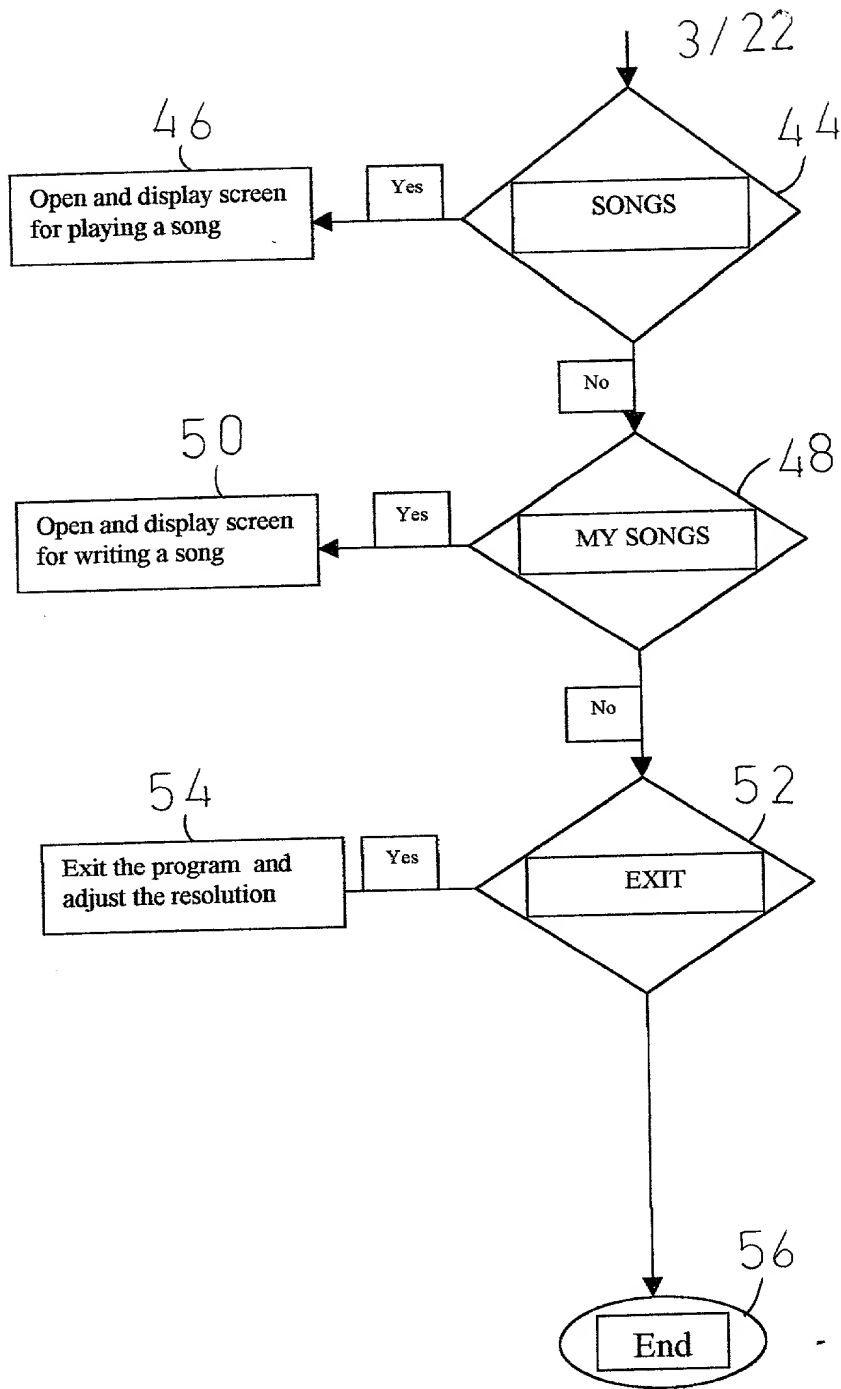 3/22
44
46
Open and display screen
for playing a song
Yes
SONGS
No
48
50
Open and display screen
for writing a song
Yes
MY SONGS
No
52
54
Exit the program and
adjust the resolution
Yes
EXIT
56
End